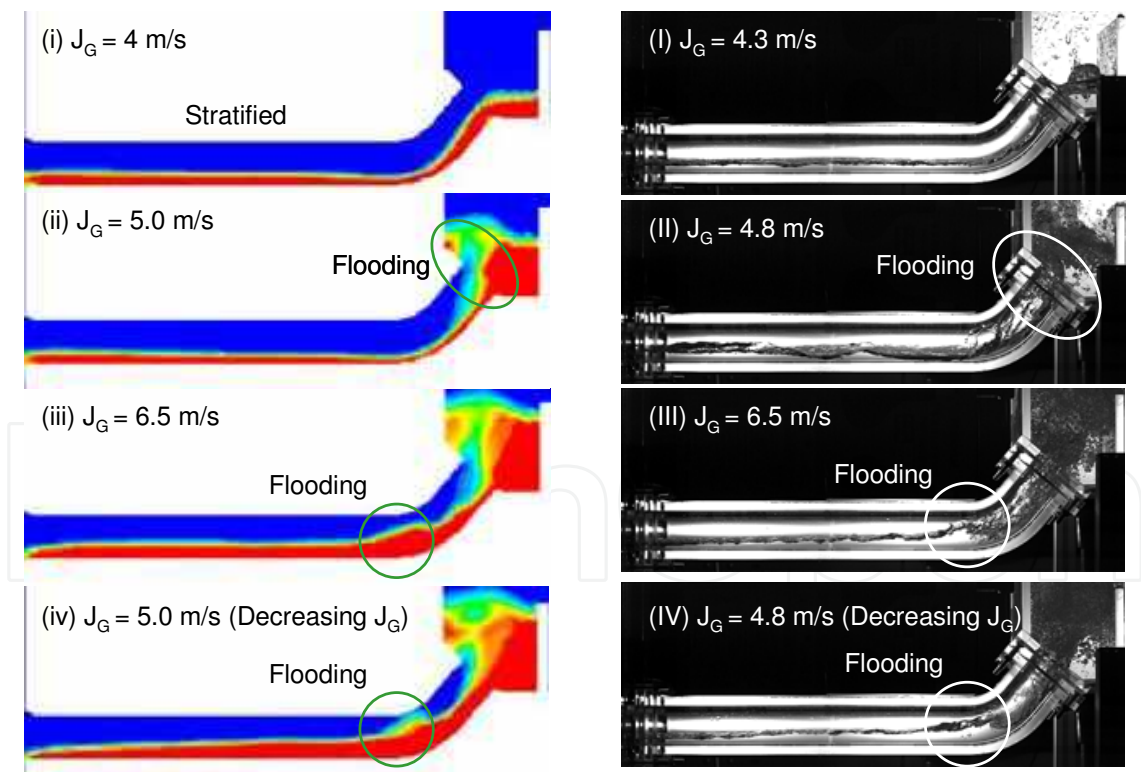 (i) J_G = 4 m/s
Stratified
(ii) J_G = 5.0 m/s
Flooding
(iii) J_G = 6.5 m/s
Flooding
(iv) J_G = 5.0 m/s (Decreasing J_G)
Flooding
(I) J_G = 4.3 m/s
(II) J_G = 4.8 m/s
Flooding
(III) J_G = 6.5 m/s
Flooding
(IV) J_G = 4.8 m/s (Decreasing J_G)
Flooding